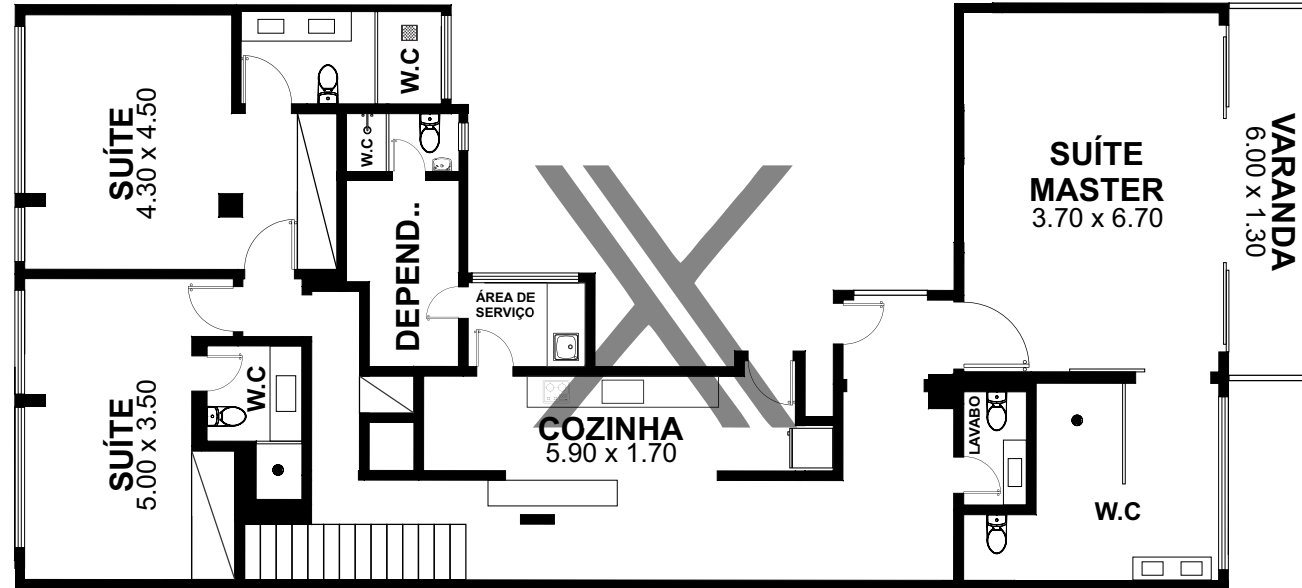 SUÍTE
4.30 x 4.50
W.C
W.C
DEPEND..
ÁREA DE
SERVIÇO
SUÍTE
5.00 x 3.50
W.C
COZINHA
5.90 x 1.70
SUÍTE
MASTER
3.70 x 6.70
VARANDA
6.00 x 1.30
LAVABO
W.C